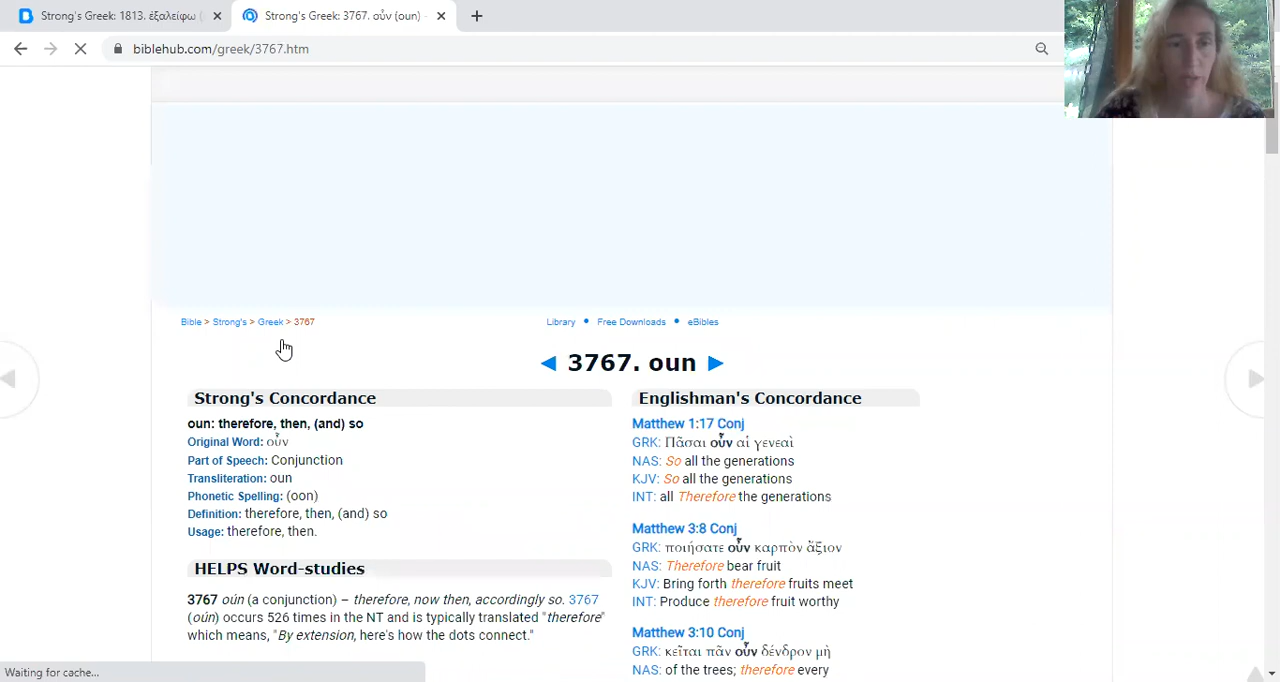 Strong's Greek: 1813. ἐξαλείφω (
Strong's Greek: 3767. οὖν (oun) -
biblehub.com/greek/3767.htm
Bible > Strong's > Greek > 3767
Library • Free Downloads • eBibles
◄ 3767. oun ►
Strong's Concordance
oun: therefore, then, (and) so
Original Word: οὖν
Part of Speech: Conjunction
Transliteration: oun
Phonetic Spelling: (oon)
Definition: therefore, then, (and) so
Usage: therefore, then.
HELPS Word-studies
3767 oún (a conjunction) – therefore, now then, accordingly so. 3767
(oún) occurs 526 times in the NT and is typically translated "therefore"
which means, "By extension, here's how the dots connect."
Englishman's Concordance
Matthew 1:17 Conj
GRK: Πᾶσαι οὖν αἱ γενεαὶ
NAS: So all the generations
KJV: So all the generations
INT: all Therefore the generations
Matthew 3:8 Conj
GRK: ποιήσατε οὖν καρπὸν ἄξιον
NAS: Therefore bear fruit
KJV: Bring forth therefore fruits meet
INT: Produce therefore fruit worthy
Matthew 3:10 Conj
GRK: κεῖται πᾶν οὖν δένδρον μὴ
NAS: of the trees; therefore every
Waiting for cache...